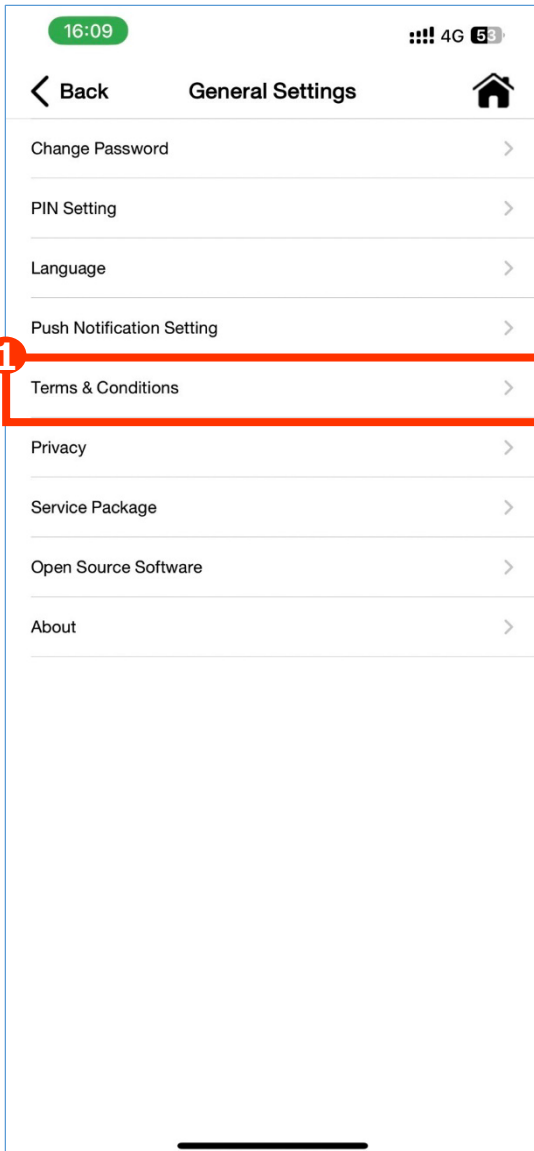 16:09
4G 53
Back
General Settings
Change Password
PIN Setting
Language
Push Notification Setting
1
Terms & Conditions
Privacy
Service Package
Open Source Software
About